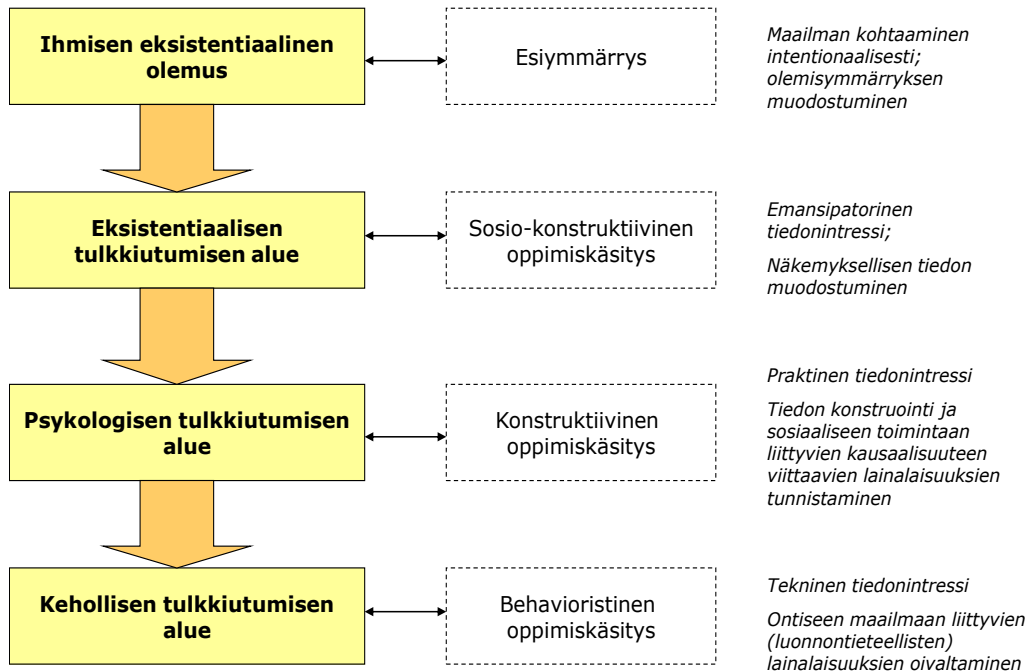 Ihmisen eksistentiaalinen
olemus
Esiymmärrys
Maailman kohtaaminen
intentionaalisesti;
olemisymmärryksen
muodostuminen
Eksistentiaalisen
tulkkiutumisen alue
Sosio-konstruktiivinen
oppimiskäsitys
Emansipatorinen
tiedonintressi;
Näkemyksellisen tiedon
muodostuminen
Psykologisen tulkkiutumisen
alue
Konstruktiivinen
oppimiskäsitys
Praktinen tiedonintressi
Tiedon konstruointi ja
sosiaaliseen toimintaan
liittyvien kausaalisuuteen
viittaavien lainalaisuuksien
tunnistaminen
Kehollisen tulkkiutumisen
alue
Behavioristinen
oppimiskäsitys
Tekninen tiedonintressi
Ontiseen maailmaan liittyvien
(luonnontieteellisten)
lainalaisuuksien oivaltaminen